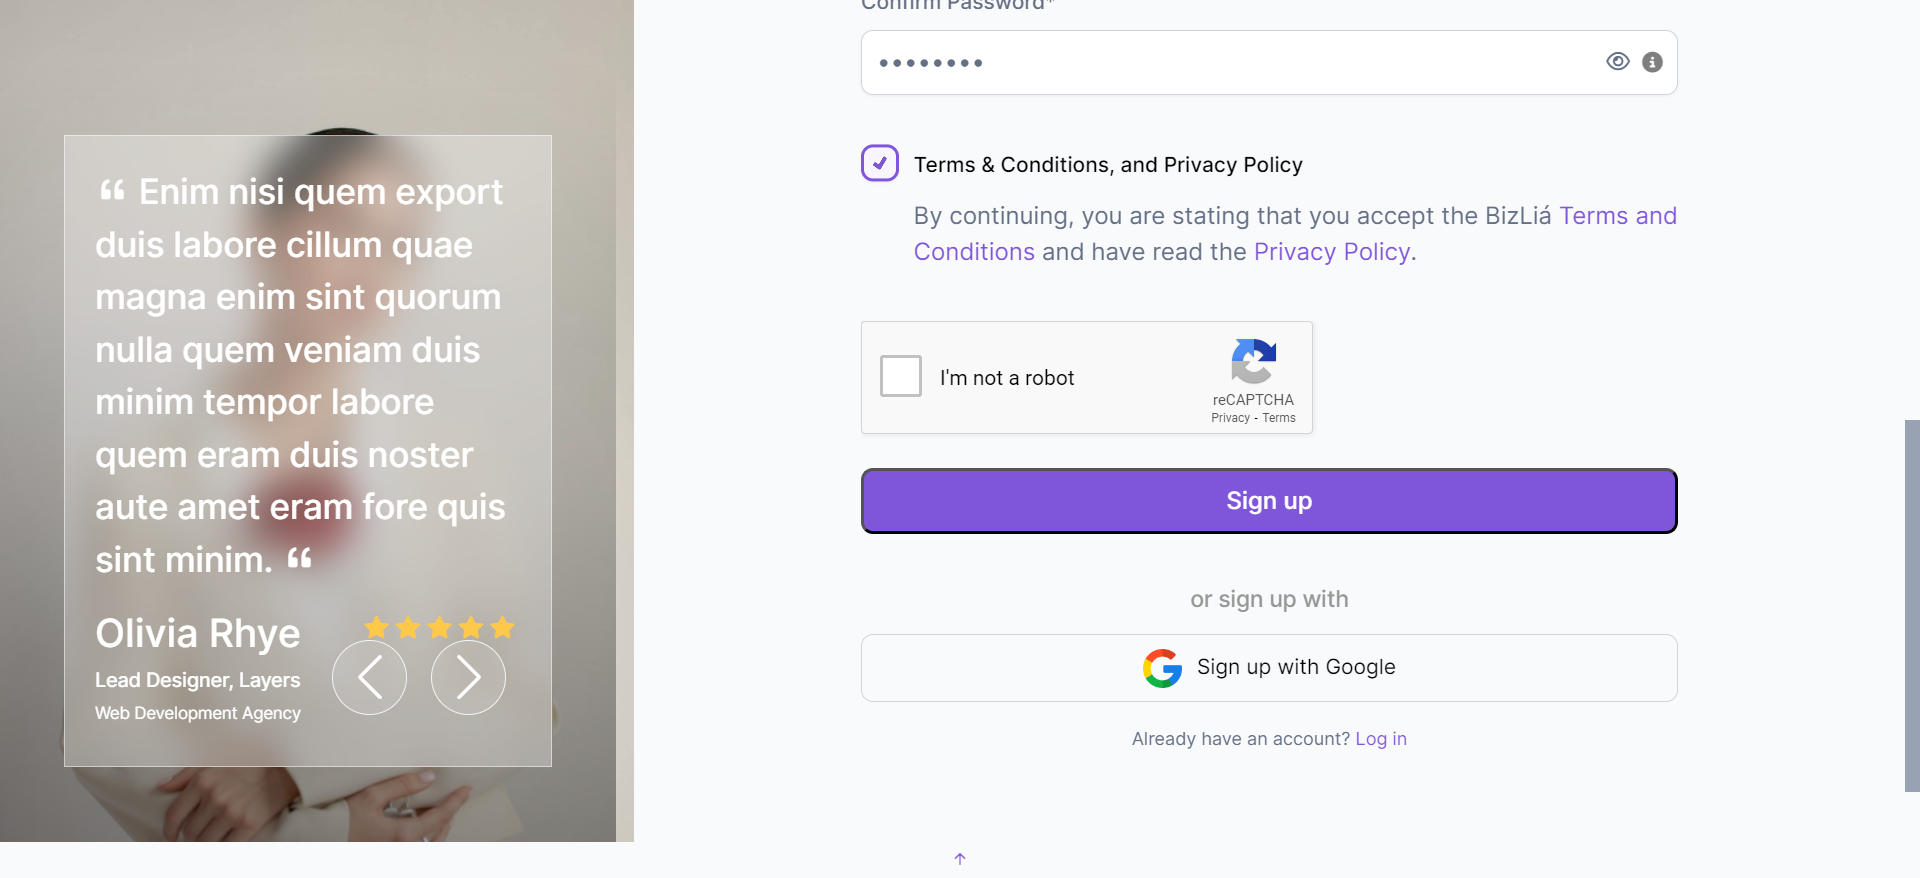 “ Enim nisi quem export
duis labore cillum quae
magna enim sint quorum
nulla quem veniam duis
minim tempor labore
quem eram duis noster
aute amet eram fore quis
sint minim. “
Olivia Rhye
Lead Designer, Layers
Web Development Agency
Confirm Password*
Terms & Conditions, and Privacy Policy
By continuing, you are stating that you accept the BizLiá Terms and
Conditions and have read the Privacy Policy.
I'm not a robot
reCAPTCHA
Privacy - Terms
Sign up
or sign up with
Sign up with Google
Already have an account? Log in